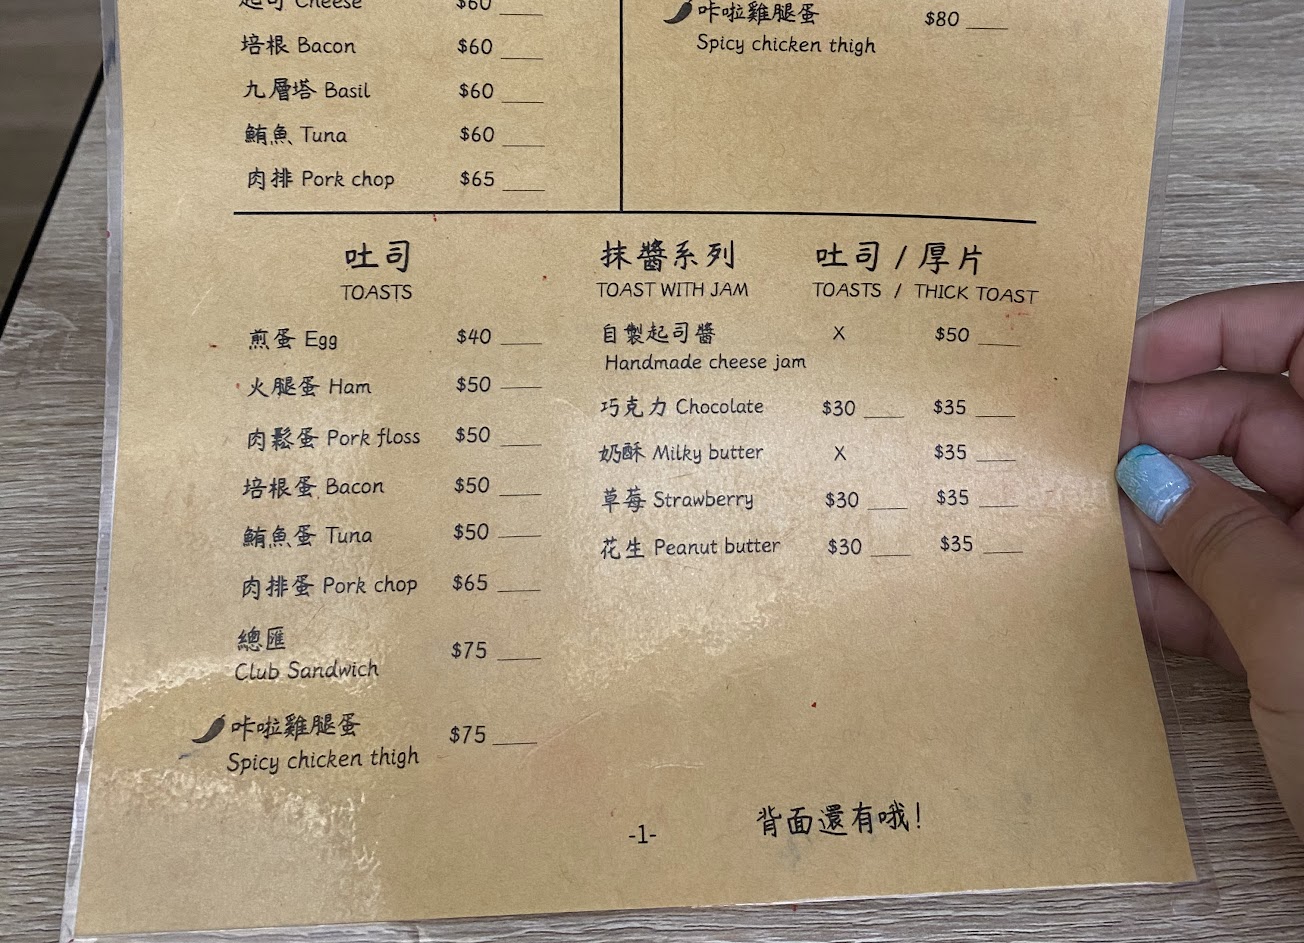 起司 Cheese $60
培根 Bacon $60
九層塔 Basil $60
鮪魚 Tuna $60
肉排 Pork chop $65
咔啦雞腿蛋 $80
Spicy chicken thigh
吐司
TOASTS
煎蛋 Egg $40
火腿蛋 Ham $50
肉鬆蛋 Pork floss $50
培根蛋 Bacon $50
鮪魚蛋 Tuna $50
肉排蛋 Pork chop $65
總匯 $75
Club Sandwich
咔啦雞腿蛋 $75
Spicy chicken thigh
抹醬系列 吐司 / 厚片
TOAST WITH JAM TOASTS / THICK TOAST
自製起司醬 X $50
Handmade cheese jam
巧克力 Chocolate $30 $35
奶酥 Milky butter X $35
草莓 Strawberry $30 $35
花生 Peanut butter $30 $35
-1-
背面還有哦!